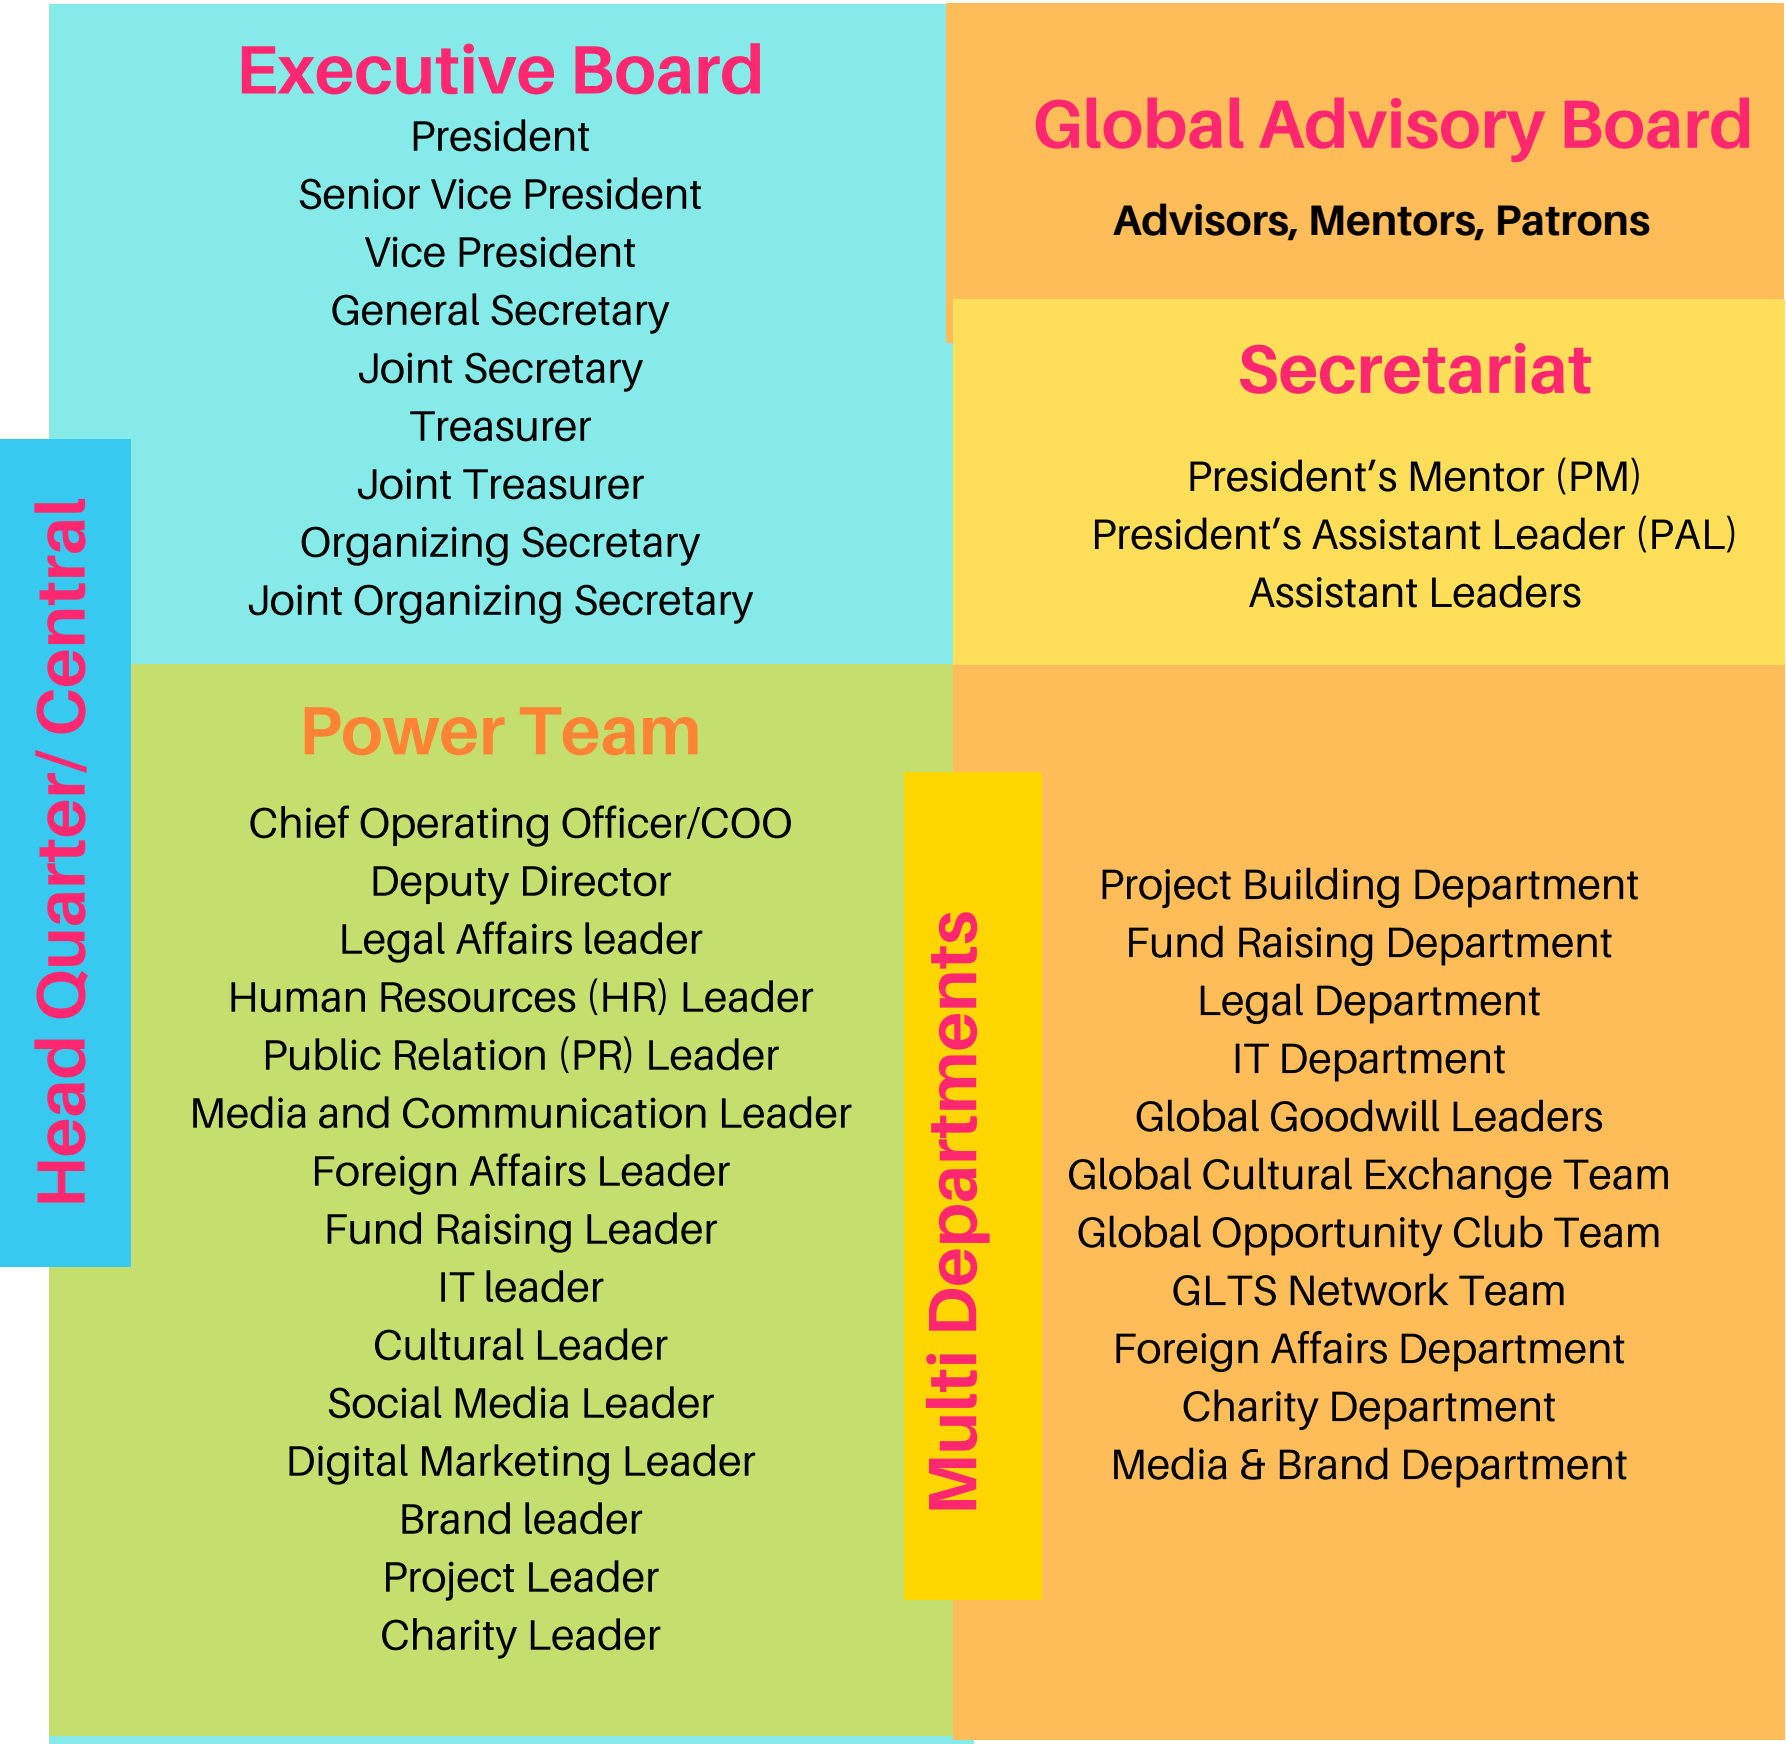 Executive Board
President
Senior Vice President
Vice President
General Secretary
Joint Secretary
Treasurer
Joint Treasurer
Organizing Secretary
Joint Organizing Secretary
Global Advisory Board
Advisors, Mentors, Patrons
Secretariat
President’s Mentor (PM)
President’s Assistant Leader (PAL)
Assistant Leaders
Head Quarter/ Central
Power Team
Chief Operating Officer/COO
Deputy Director
Legal Affairs leader
Human Resources (HR) Leader
Public Relation (PR) Leader
Media and Communication Leader
Foreign Affairs Leader
Fund Raising Leader
IT leader
Cultural Leader
Social Media Leader
Digital Marketing Leader
Brand leader
Project Leader
Charity Leader
Multi Departments
Project Building Department
Fund Raising Department
Legal Department
IT Department
Global Goodwill Leaders
Global Cultural Exchange Team
Global Opportunity Club Team
GLTS Network Team
Foreign Affairs Department
Charity Department
Media & Brand Department